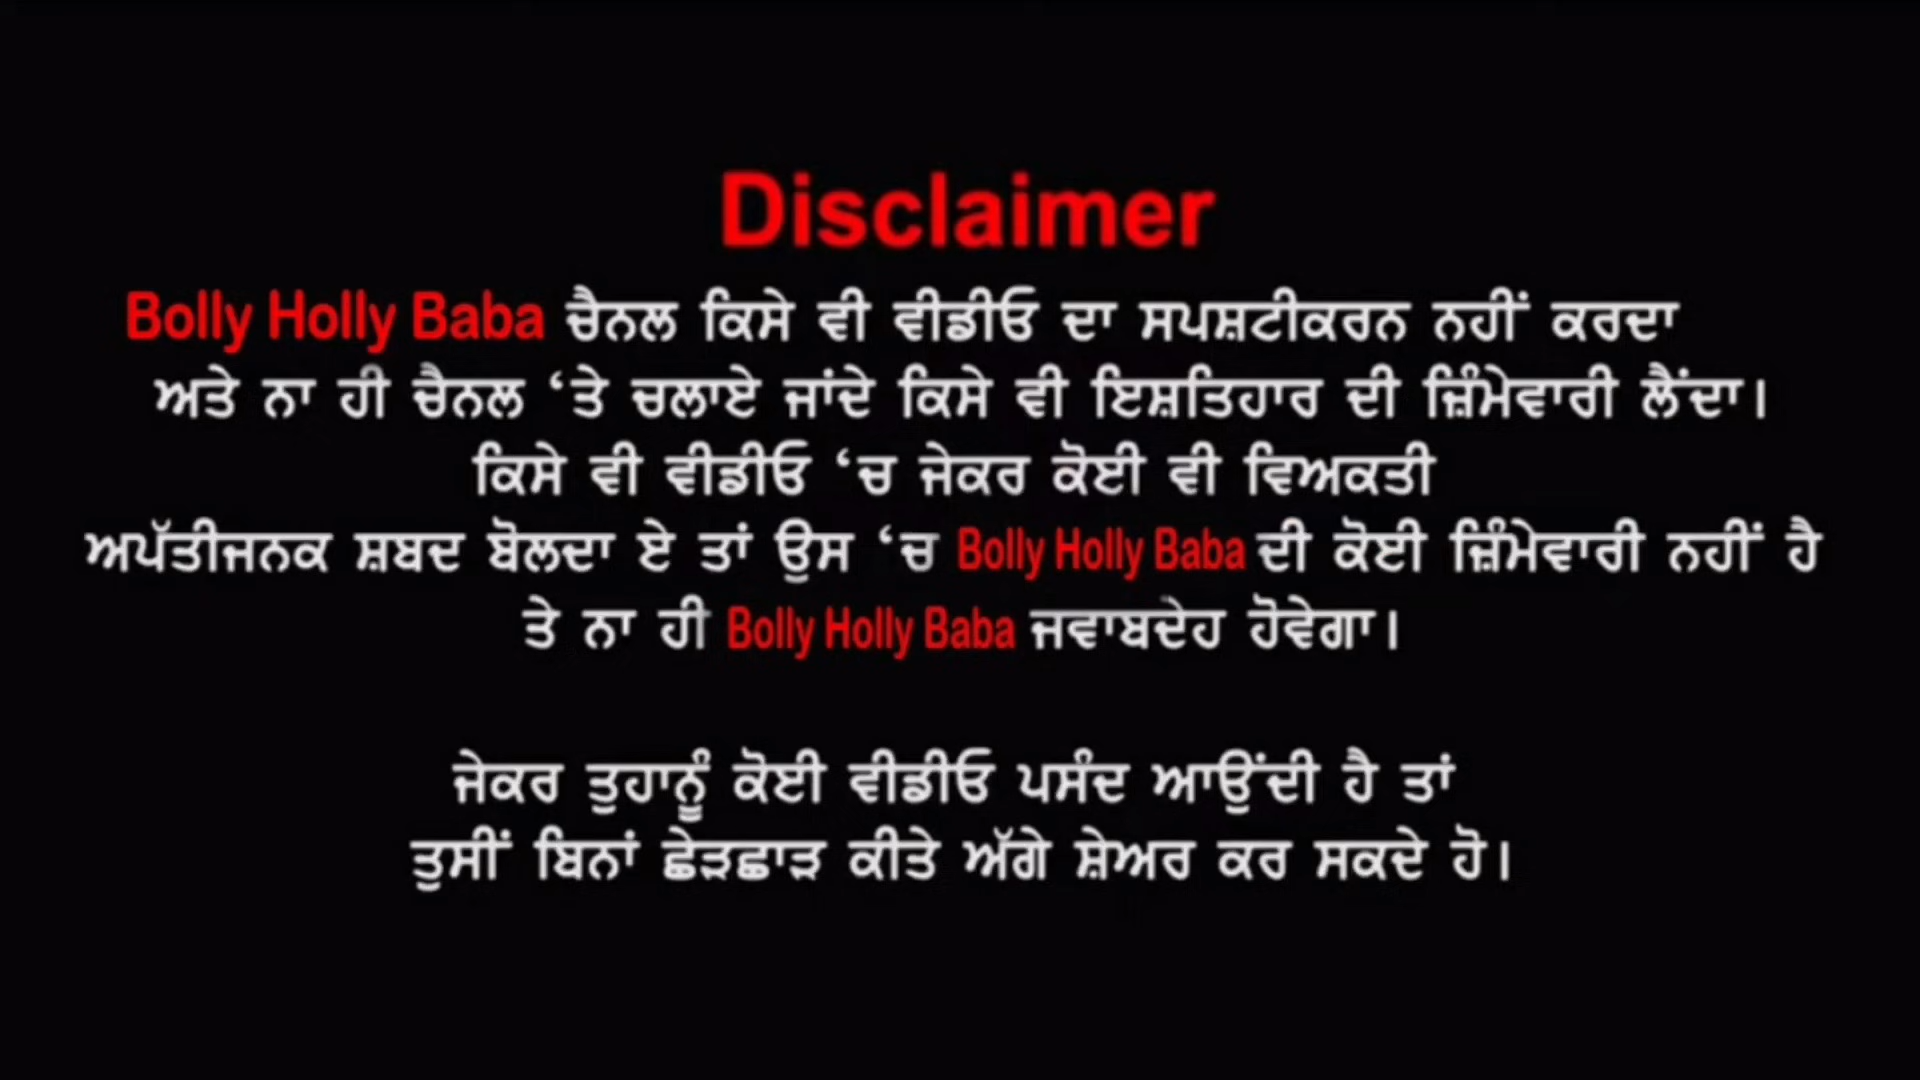 Disclaimer
Bolly Holly Baba ਚੈਨਲ ਕਿਸੇ ਵੀ ਵੀਡੀਓ ਦਾ ਸਪਸ਼ਟੀਕਰਨ ਨਹੀਂ ਕਰਦਾ
ਅਤੇ ਨਾ ਹੀ ਚੈਨਲ ‘ਤੇ ਚਲਾਏ ਜਾਂਦੇ ਕਿਸੇ ਵੀ ਇਸ਼ਤਿਹਾਰ ਦੀ ਜ਼ਿੰਮੇਵਾਰੀ ਲੈਂਦਾ।
ਕਿਸੇ ਵੀ ਵੀਡੀਓ ‘ਚ ਜੇਕਰ ਕੋਈ ਵੀ ਵਿਅਕਤੀ
ਅਪੱਤੀਜਨਕ ਸ਼ਬਦ ਬੋਲਦਾ ਏ ਤਾਂ ਉਸ ‘ਚ Bolly Holly Baba ਦੀ ਕੋਈ ਜ਼ਿੰਮੇਵਾਰੀ ਨਹੀਂ ਹੈ
ਤੇ ਨਾ ਹੀ Bolly Holly Baba ਜਵਾਬਦੇਹ ਹੋਵੇਗਾ।
ਜੇਕਰ ਤੁਹਾਨੂੰ ਕੋਈ ਵੀਡੀਓ ਪਸੰਦ ਆਉਂਦੀ ਹੈ ਤਾਂ
ਤੁਸੀਂ ਬਿਨਾਂ ਛੇੜਛਾੜ ਕੀਤੇ ਅੱਗੇ ਸ਼ੇਅਰ ਕਰ ਸਕਦੇ ਹੋ।